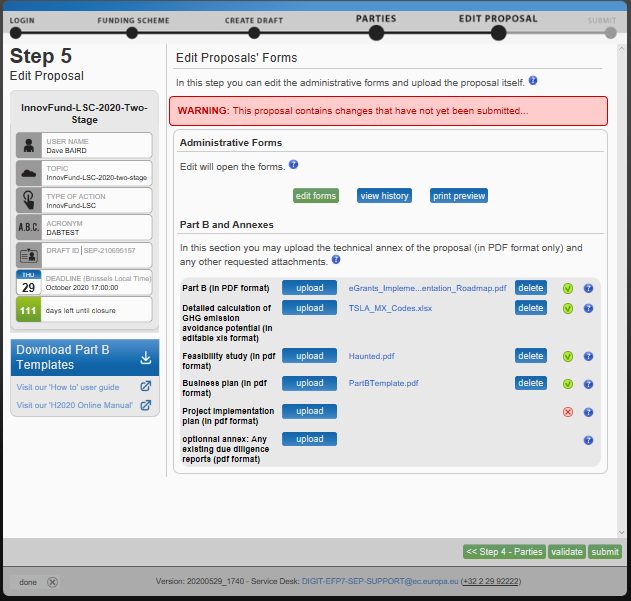 LOGIN
FUNDING SCHEME
CREATE DRAFT
PARTIES
EDIT PROPOSAL
SUBMIT
Step 5
Edit Proposal
InnovFund-LSC-2020-Two-
Stage
USER NAME
Dave BAIRD
TOPIC
InnovFund-LSC-2020-two-stage
TYPE OF ACTION
InnovFund-LSC
A.B.C.
ACRONYM
DABTEST
DRAFT ID | SEP-210695157
THU
29
DEADLINE (Brussels Local Time)
October 2020 17:00:00
111
days left until closure
Download Part B
Templates
Visit our 'How to' user guide
Visit our 'H2020 Online Manual'
Edit Proposals' Forms
In this step you can edit the administrative forms and upload the proposal itself. ?
WARNING: This proposal contains changes that have not yet been submitted...
Administrative Forms
Edit will open the forms. ?
edit forms view history print preview
Part B and Annexes
In this section you may upload the technical annex of the proposal (in PDF format only) and
any other requested attachments. ?
Part B (in PDF format) upload eGrants_Impleme...entation_Roadmap.pdf delete ?
Detailed calculation of upload TSLA_MX_Codes.xlsx delete ?
GHG emission
avoidance potential (in
editable xls format)
Feasibility study (in pdf upload Haunted.pdf delete ?
format)
Business plan (in pdf upload PartBTemplate.pdf delete ?
format)
Project implementation upload ?
plan (in pdf format)
optionnal annex: Any upload ?
existing due diligence
reports (pdf format)
<< Step 4 - Parties validate submit
done
Version: 20200529_1740 - Service Desk: DIGIT-EFP7-SEP-SUPPORT@ec.europa.eu (+32 2 29 92222)